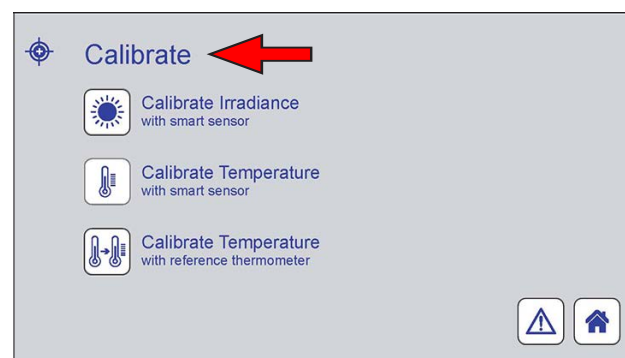 Calibrate
Calibrate Irradiance
with smart sensor
Calibrate Temperature
with smart sensor
Calibrate Temperature
with reference thermometer